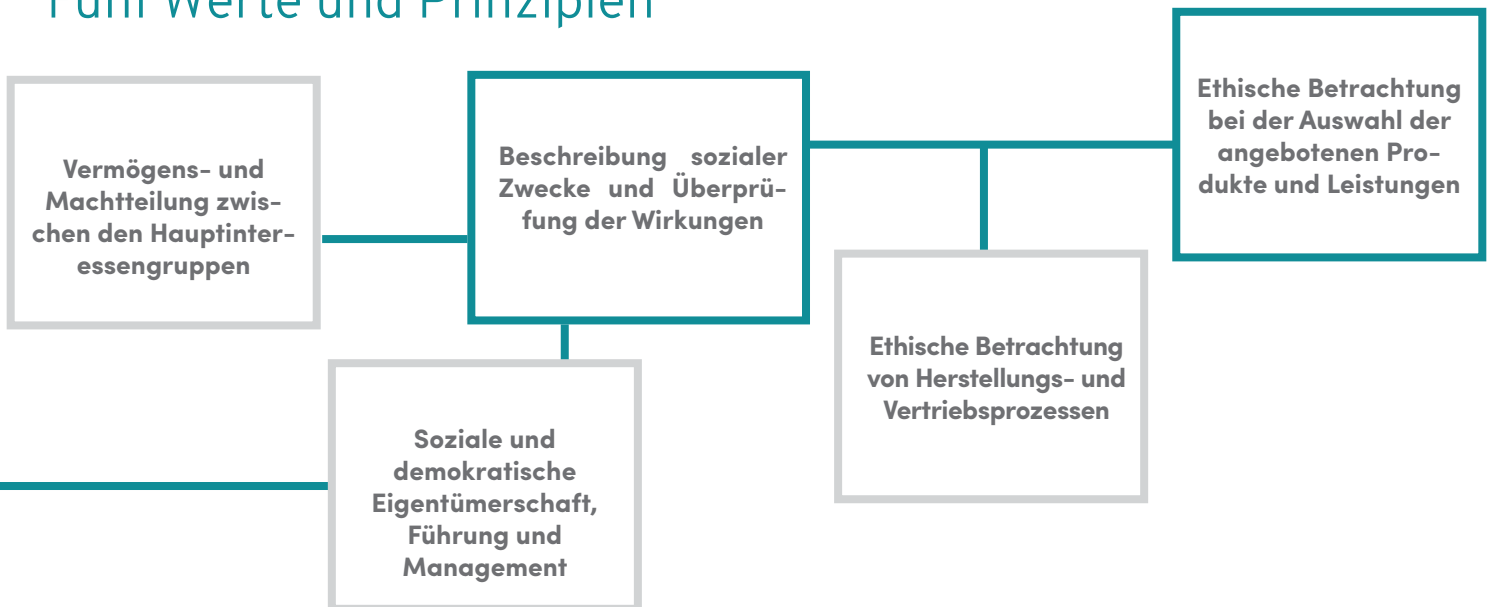 Fünf Werte und Prinzipien
Vermögens- und
Machtteilung zwis-
chen den Hauptinter-
essengruppen
Beschreibung sozialer
Zwecke und Überprü-
fung der Wirkungen
Ethische Betrachtung
bei der Auswahl der
angebotenen Pro-
dukte und Leistungen
Soziale und
demokratische
Eigentümerschaft,
Führung und
Management
Ethische Betrachtung
von Herstellungs- und
Vertriebsprozessen